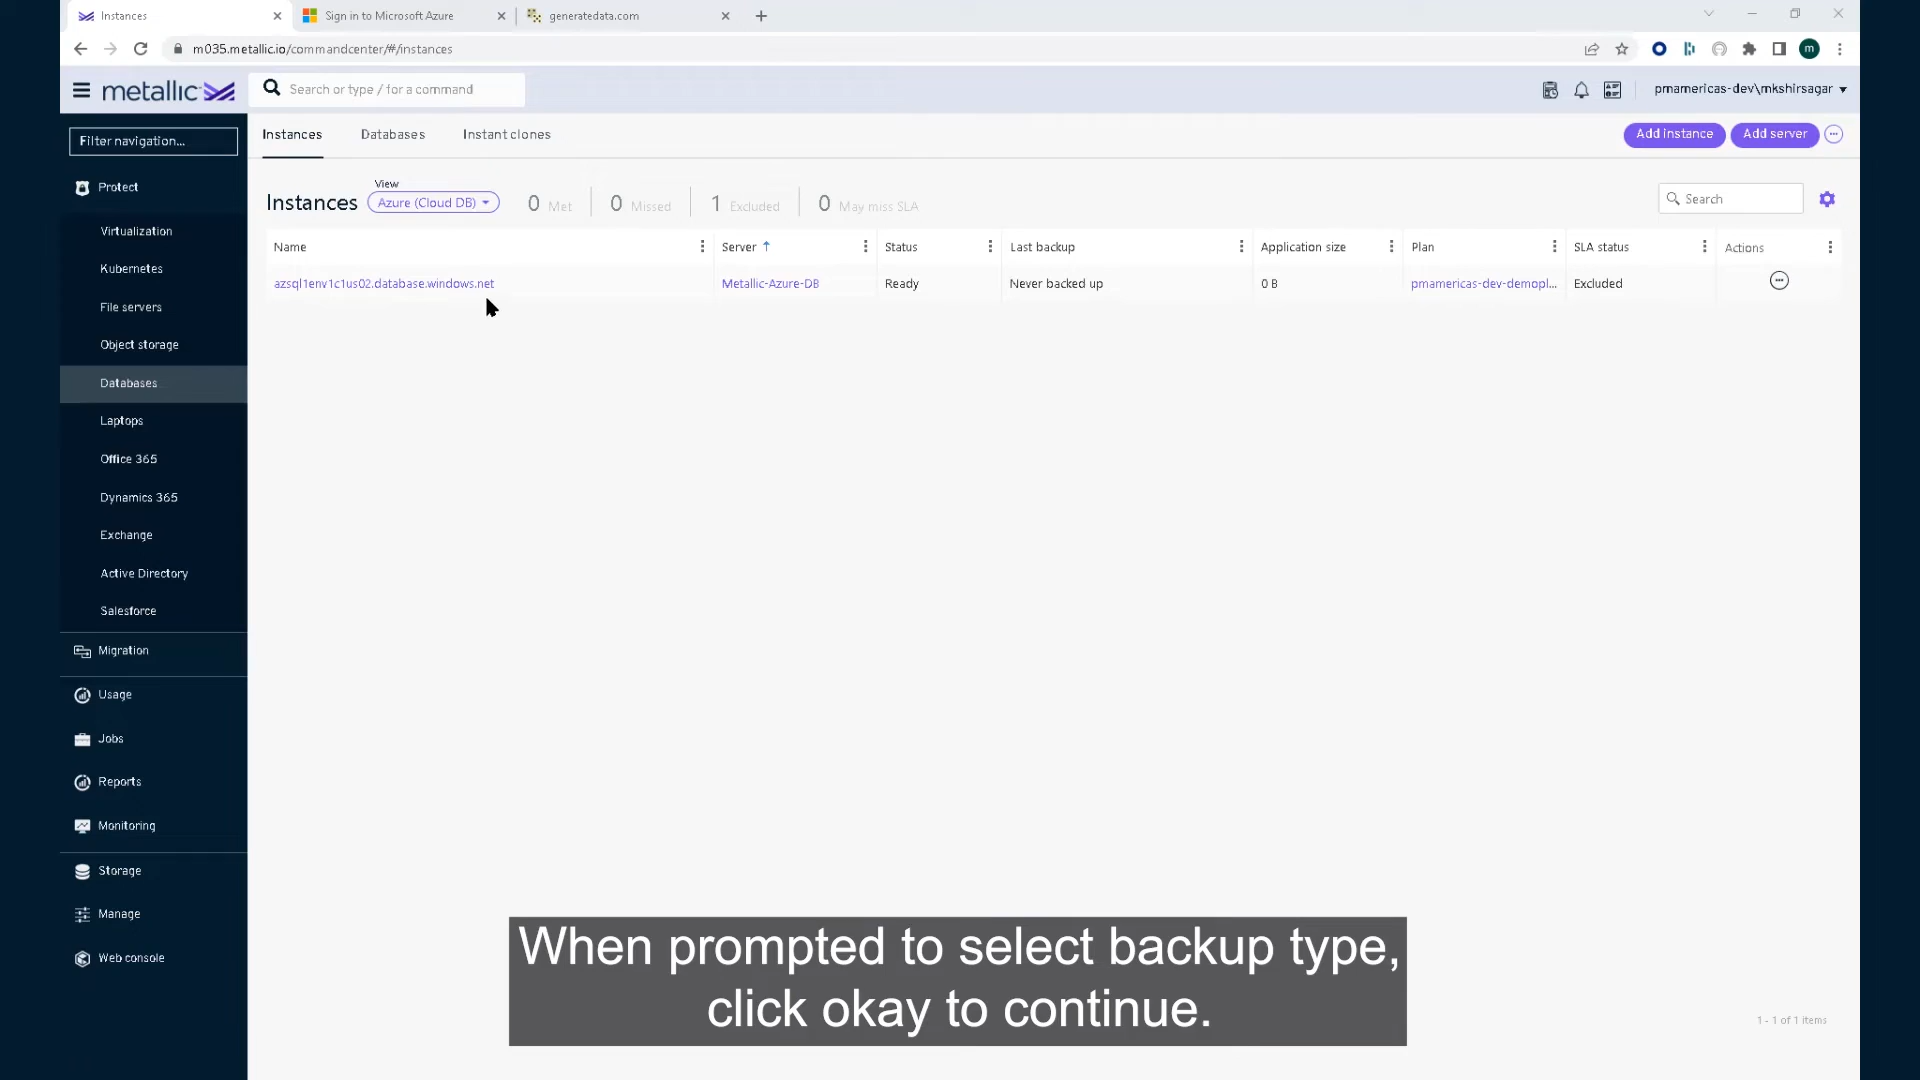 Instances
Sign in to Microsoft Azure
generatedata.com
m035.metallic.io/commandcenter/#/instances
m
metallic
Search or type / for a command
pmamericas-dev\mkshirsagar
Filter navigation...
Protect
Virtualization
Kubernetes
File servers
Object storage
Databases
Laptops
Office 365
Dynamics 365
Exchange
Active Directory
Salesforce
Migration
Usage
Jobs
Reports
Monitoring
Storage
Manage
Web console
Instances Databases Instant clones
Add instance Add server
View
Instances Azure (Cloud DB) 0 Met 0 Missed 1 Excluded 0 May miss SLA
Search
Name Server Status Last backup Application size Plan SLA status Actions
azsql1env1c1us02.database.windows.net Metallic-Azure-DB Ready Never backed up 0 B pmamericas-dev-demopl... Excluded
When prompted to select backup type,
click okay to continue.
1 - 1 of 1 items